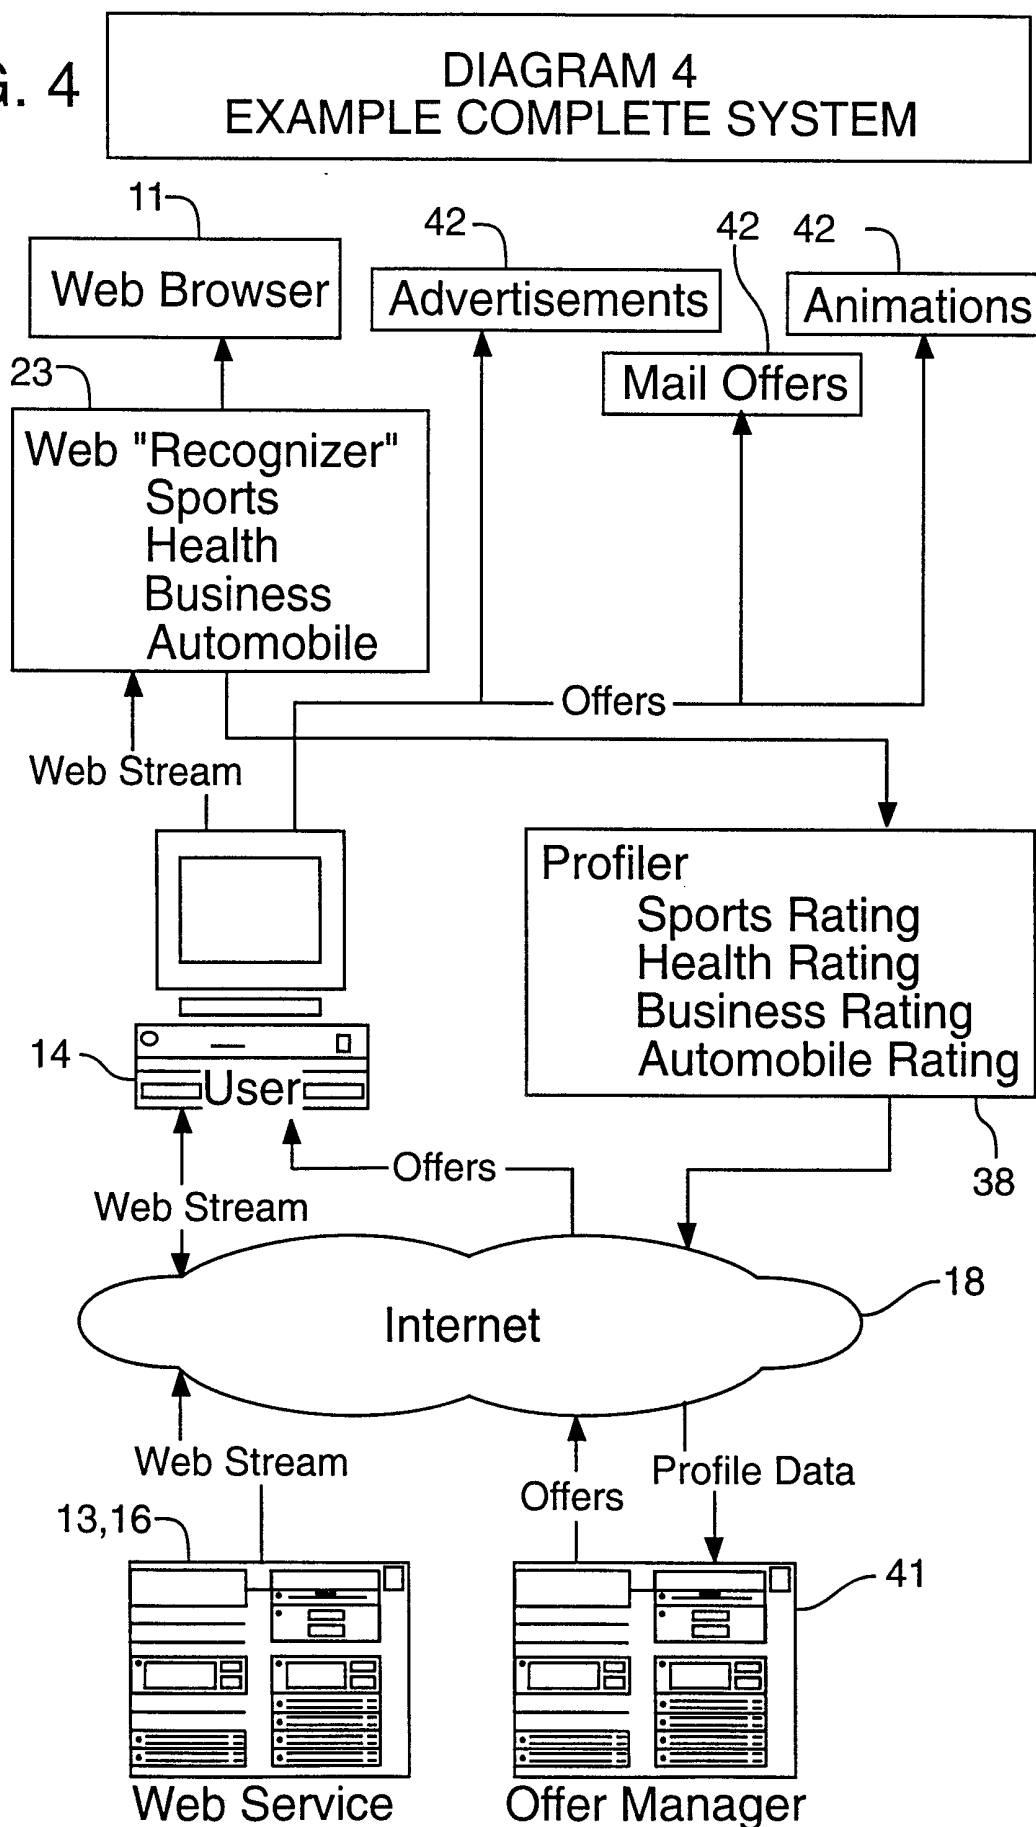 G. 4
DIAGRAM 4
EXAMPLE COMPLETE SYSTEM
11
42
42
42
Web Browser
Advertisements
Animations
Mail Offers
23
Web "Recognizer"
Sports
Health
Business
Automobile
Offers
Web Stream
Profiler
Sports Rating
Health Rating
Business Rating
Automobile Rating
14
User
38
Offers
Web Stream
18
Internet
Web Stream
Offers
Profile Data
13,16
41
Web Service
Offer Manager